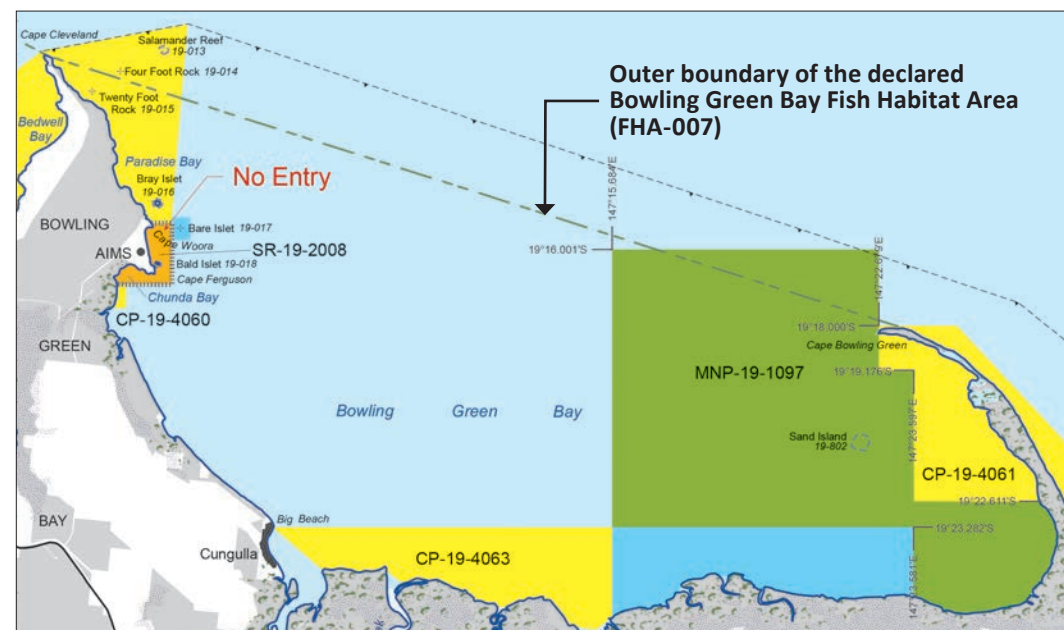 Cape Cleveland
Salamander Reef
19-013
Four Foot Rock 19-014
Twenty Foot
Rock 19-015
Bedwell
Bay
Paradise Bay
Bray Islet
19-016
No Entry
BOWLING
Bare Islet 19-017
Cape Woora
AIMS
SR-19-2008
Bald Islet 19-018
Cape Ferguson
Chunda Bay
CP-19-4060
GREEN
Outer boundary of the declared
Bowling Green Bay Fish Habitat Area
(FHA-007)
147°15.684'E
19°16.001'S
147°22.679'E
19°18.000'S
Cape Bowling Green
MNP-19-1097
19°19.176'S
147°23.597'E
Bowling Green Bay
Sand Island
19-802
CP-19-4061
19°22.611'S
BAY
Big Beach
19°23.282'S
Cungulla
CP-19-4063
147°23.581'E